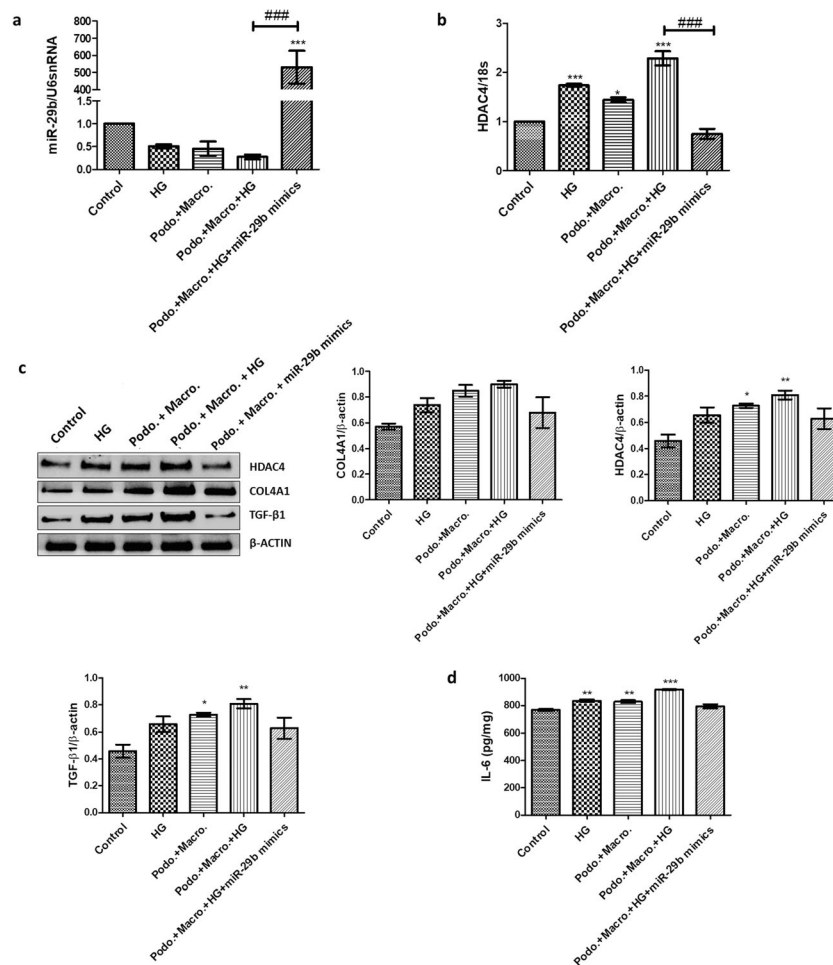 a
miR-29b/U6snRNA
800
700
600
500
400
300
1.5
1.0
0.5
0.0
###
***
Control
HG
Podo.+Macro.
Podo.+Macro.+HG
Podo.+Macro.+HG+miR-29b mimics
b
HDAC4/18s
3
2
1
0
***
*
***
###
Control
HG
Podo.+Macro.
Podo.+Macro.+HG
Podo.+Macro.+HG+miR-29b mimics
c
Control
HG
Podo. + Macro.
Podo. + Macro. + HG
Podo. + Macro. + miR-29b mimics
HDAC4
COL4A1
TGF-β1
β-ACTIN
COL4A1/β-actin
1.0
0.8
0.6
0.4
0.2
0.0
Control
HG
Podo.+Macro.
Podo.+Macro.+HG
Podo.+Macro.+HG+miR-29b mimics
HDAC4/β-actin
1.0
0.8
0.6
0.4
0.2
0.0
*
**
Control
HG
Podo.+Macro.
Podo.+Macro.+HG
Podo.+Macro.+HG+miR-29b mimics
TGF-β1/β-actin
1.0
0.8
0.6
0.4
0.2
0.0
*
**
Control
HG
Podo.+Macro.
Podo.+Macro.+HG
Podo.+Macro.+HG+miR-29b mimics
d
IL-6 (pg/mg)
1000
800
600
400
200
0
**
**
***
Control
HG
Podo.+Macro.
Podo.+Macro.+HG
Podo.+Macro.+HG+miR-29b mimics